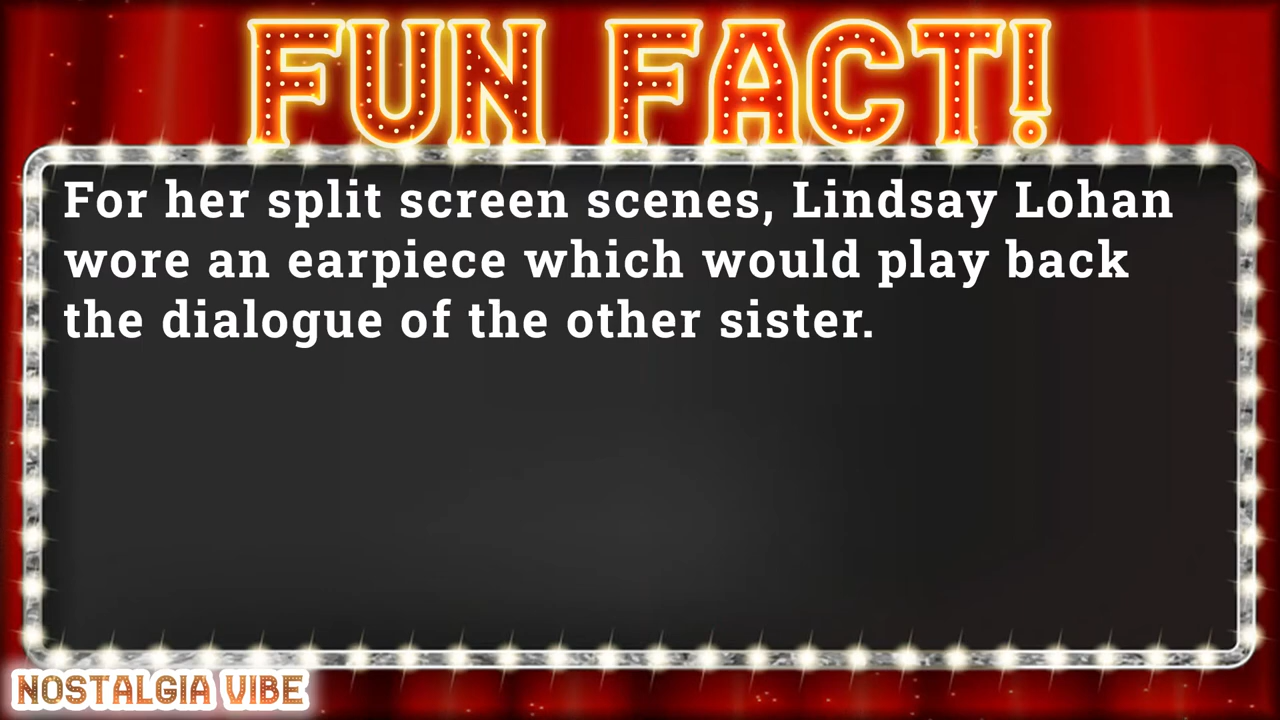 FUN FACT!
For her split screen scenes, Lindsay Lohan
wore an earpiece which would play back
the dialogue of the other sister.
NOSTALGIA VIBE